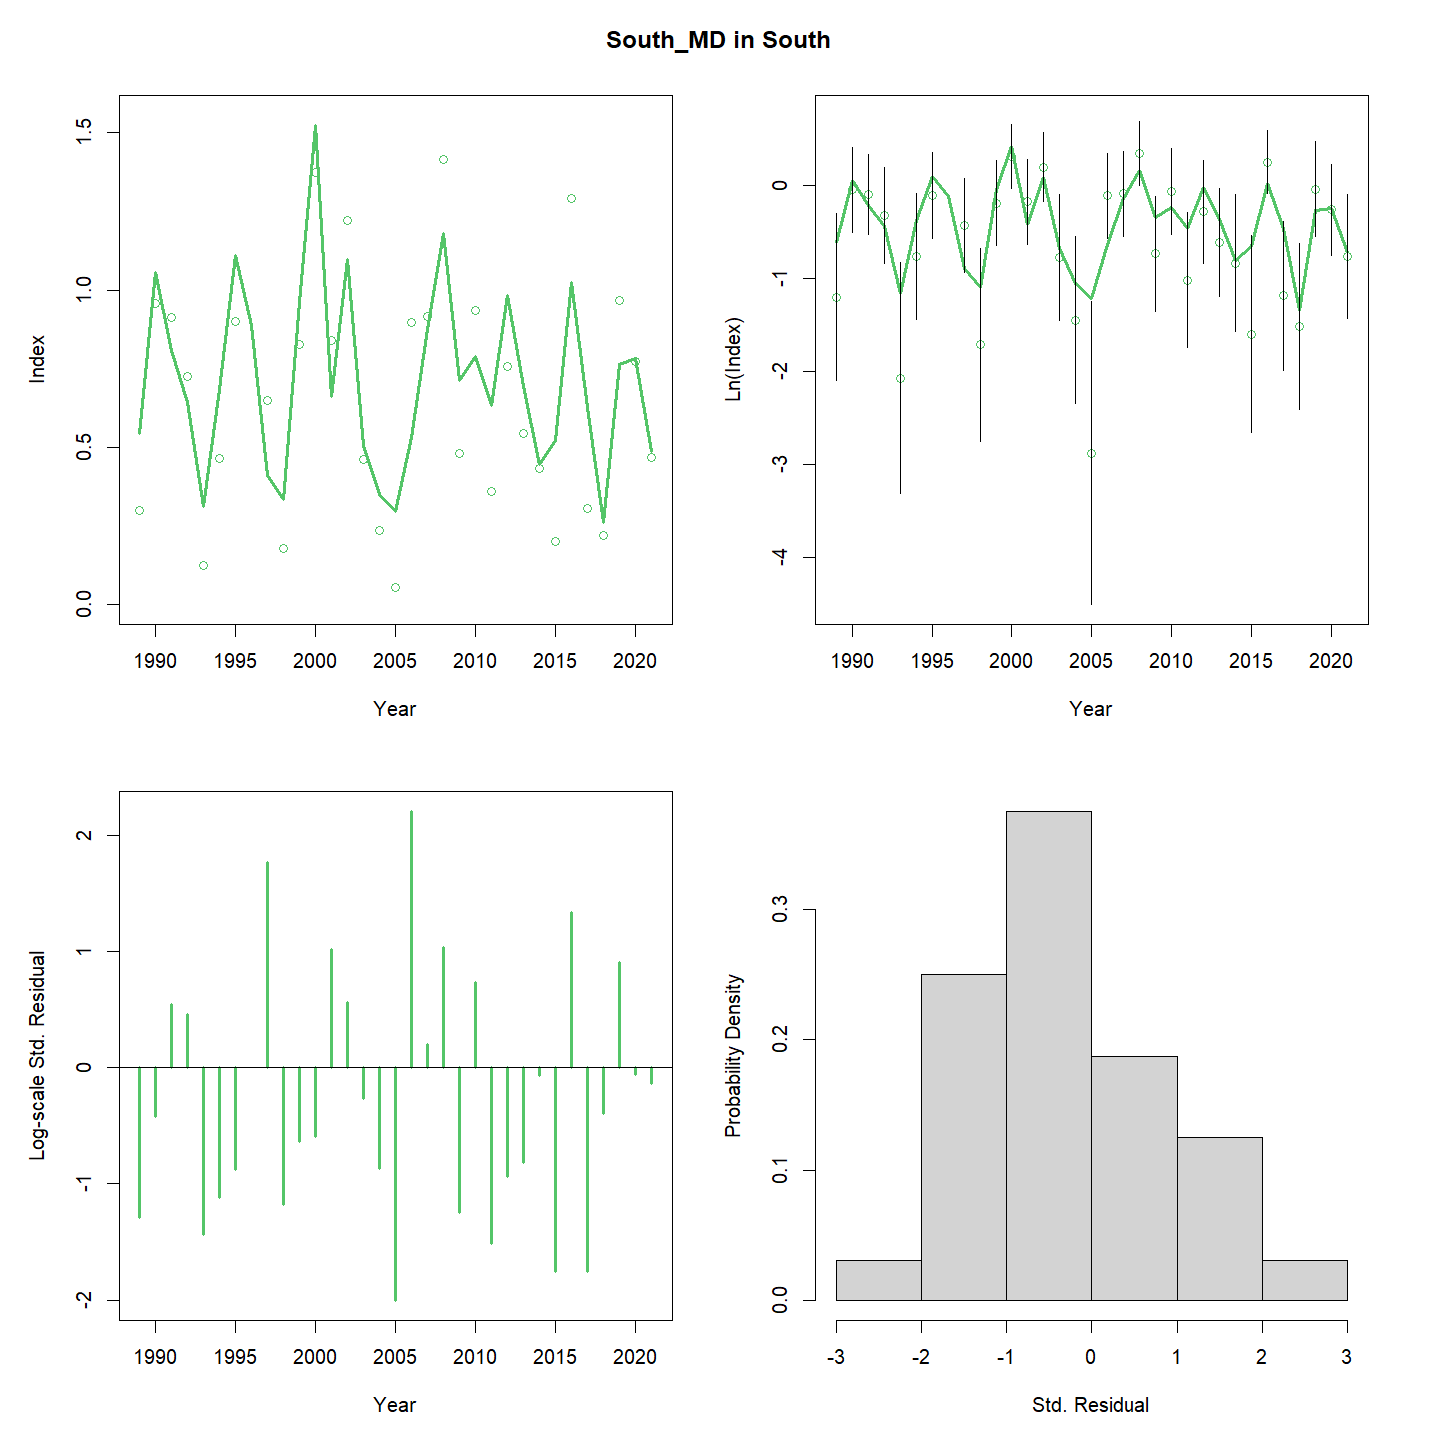 South_MD in South
Index
0.0 0.5 1.0 1.5
1990 1995 2000 2005 2010 2015 2020
Year
Ln(Index)
-4 -3 -2 -1 0
1990 1995 2000 2005 2010 2015 2020
Year
Log-scale Std. Residual
-2 -1 0 1 2
1990 1995 2000 2005 2010 2015 2020
Year
Probability Density
0.0 0.1 0.2 0.3
-3 -2 -1 0 1 2 3
Std. Residual